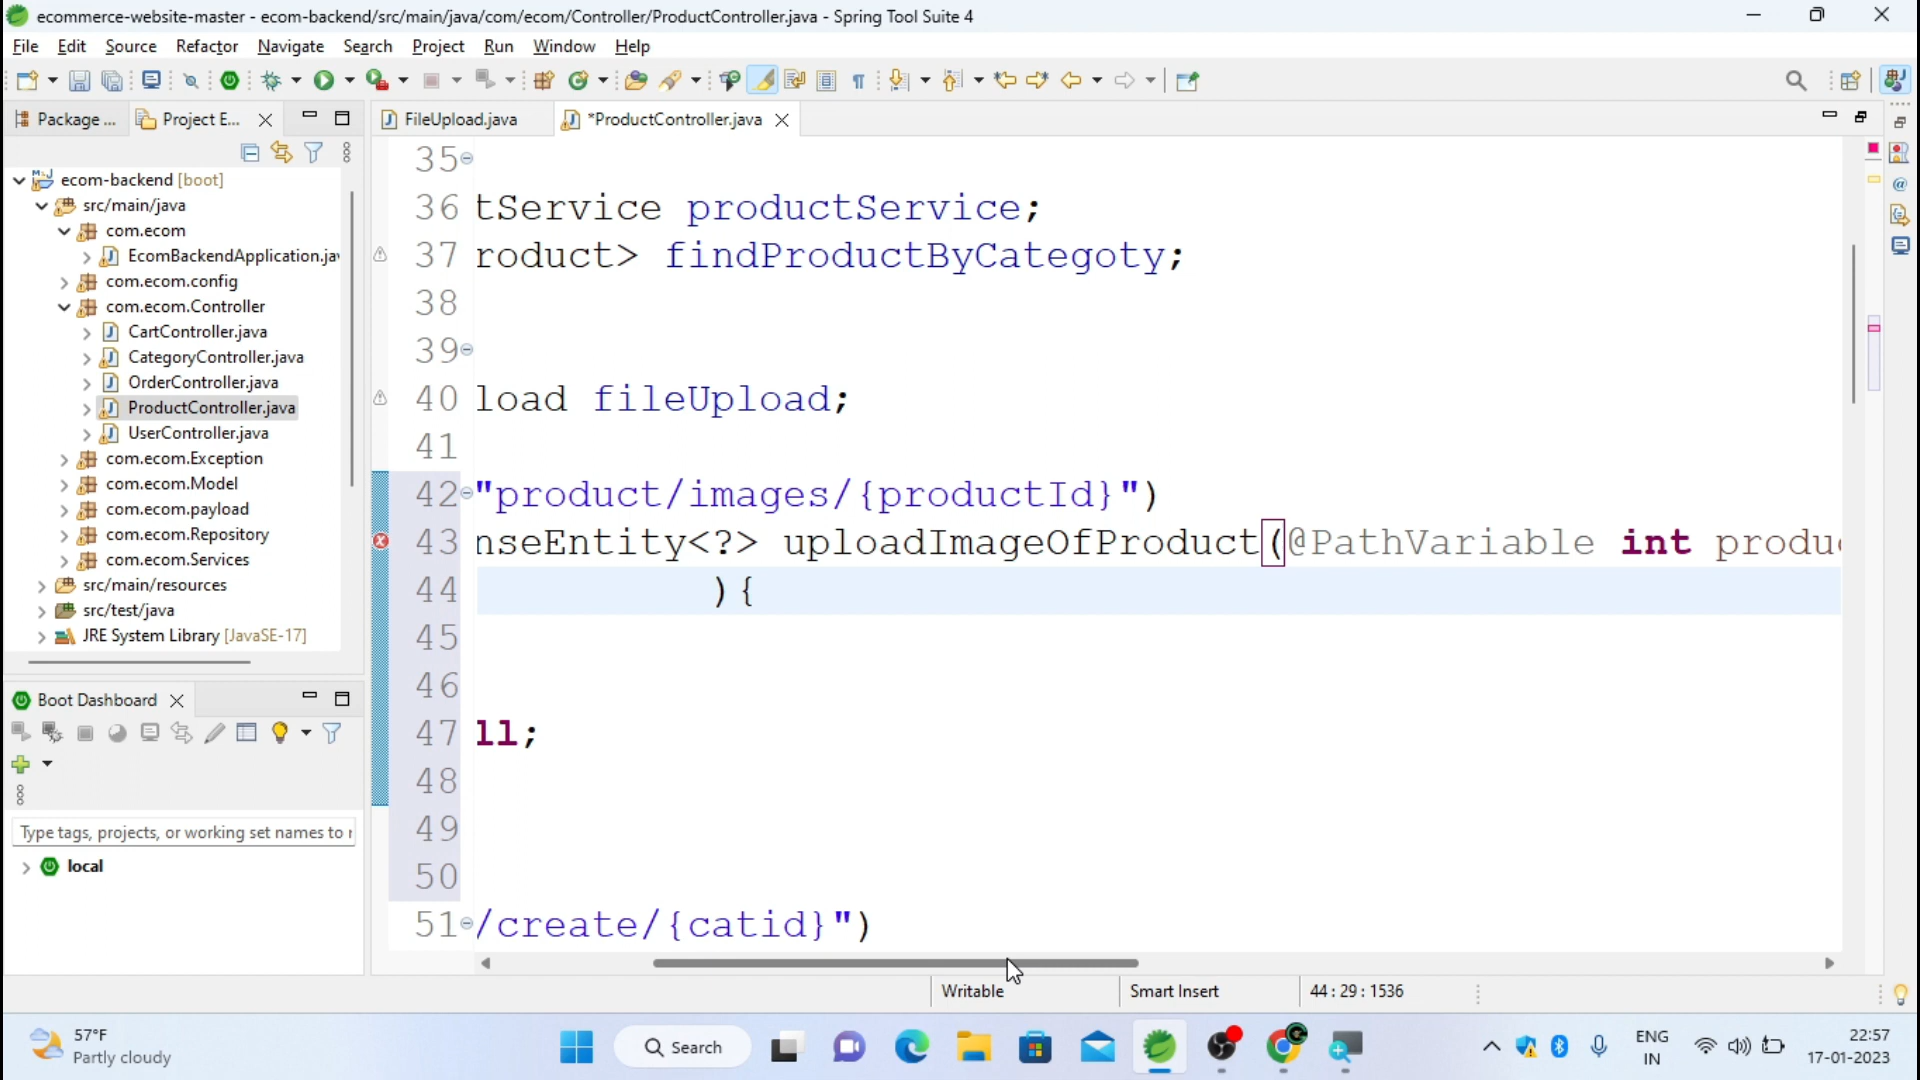 ecommerce-website-master - ecom-backend/src/main/java/com/ecom/Controller/ProductController.java - Spring Tool Suite 4
File Edit Source Refactor Navigate Search Project Run Window Help
Package ... Project E...
FileUpload.java *ProductController.java
ecom-backend [boot]
src/main/java
com.ecom
EcomBackendApplication.jav
com.ecom.config
com.ecom.Controller
CartController.java
CategoryController.java
OrderController.java
ProductController.java
UserController.java
com.ecom.Exception
com.ecom.Model
com.ecom.payload
com.ecom.Repository
com.ecom.Services
src/main/resources
src/test/java
JRE System Library [JavaSE-17]
Boot Dashboard
Type tags, projects, or working set names to
local
35
36 tService productService;
37 roduct> findProductByCategoty;
38
39
40 load fileUpload;
41
42 "product/images/{productId}")
43 nseEntity<?> uploadImageOfProduct(@PathVariable int produc
44 ){
45
46
47 ll;
48
49
50
51 /create/{catid}")
Writable Smart Insert 44 : 29 : 1536
57°F
Partly cloudy
Search
ENG
IN
22:57
17-01-2023